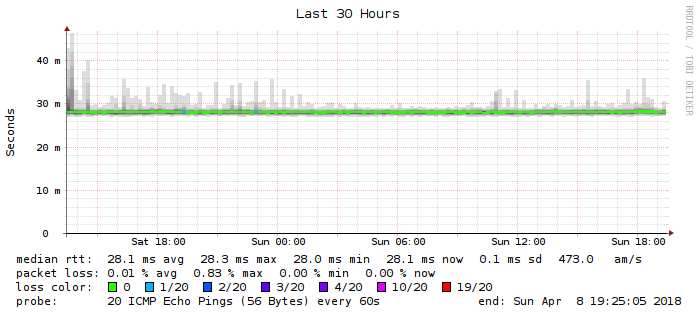 Last 30 Hours
RRDTOOL / TOBI OETIKER
Seconds
40 m
30 m
20 m
10 m
0
Sat 18:00 Sun 00:00 Sun 06:00 Sun 12:00 Sun 18:00
median rtt: 28.1 ms avg 28.3 ms max 28.0 ms min 28.1 ms now 0.1 ms sd 473.0 am/s
packet loss: 0.01 % avg 0.83 % max 0.00 % min 0.00 % now
loss color: 0 1/20 2/20 3/20 4/20 10/20 19/20
probe: 20 ICMP Echo Pings (56 Bytes) every 60s end: Sun Apr 8 19:25:05 2018